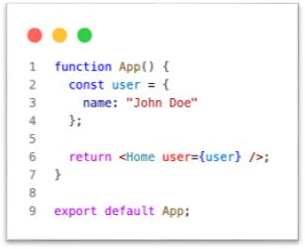 1 function App() {
2   const user = {
3     name: "John Doe"
4   };
5
6   return <Home user={user} />;
7 }
8
9 export default App;